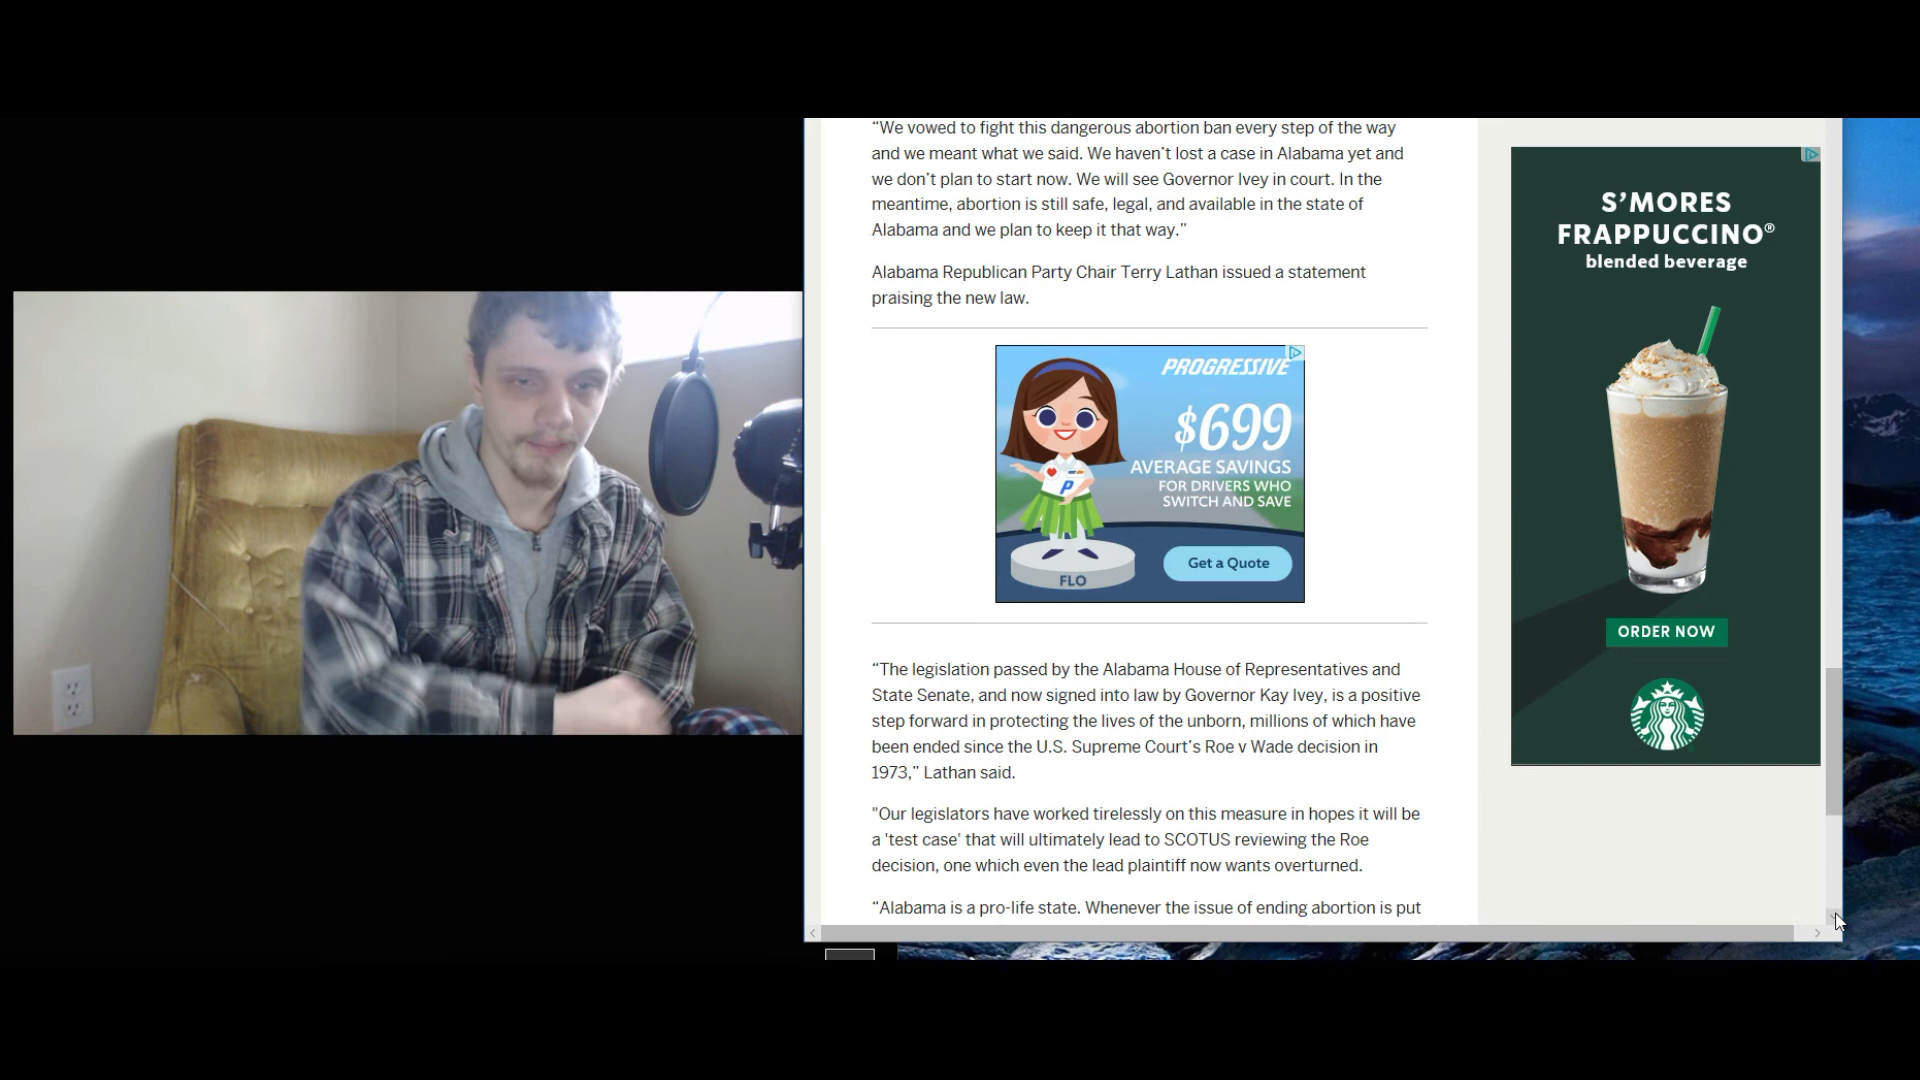 “We vowed to fight this dangerous abortion ban every step of the way
and we meant what we said. We haven’t lost a case in Alabama yet and
we don’t plan to start now. We will see Governor Ivey in court. In the
meantime, abortion is still safe, legal, and available in the state of
Alabama and we plan to keep it that way.”
Alabama Republican Party Chair Terry Lathan issued a statement
praising the new law.
PROGRESSIVE
$699
AVERAGE SAVINGS
FOR DRIVERS WHO
SWITCH AND SAVE
P
Get a Quote
FLO
“The legislation passed by the Alabama House of Representatives and
State Senate, and now signed into law by Governor Kay Ivey, is a positive
step forward in protecting the lives of the unborn, millions of which have
been ended since the U.S. Supreme Court’s Roe v Wade decision in
1973,” Lathan said.
"Our legislators have worked tirelessly on this measure in hopes it will be
a 'test case' that will ultimately lead to SCOTUS reviewing the Roe
decision, one which even the lead plaintiff now wants overturned.
“Alabama is a pro-life state. Whenever the issue of ending abortion is put
S’MORES
FRAPPUCCINO®
blended beverage
ORDER NOW